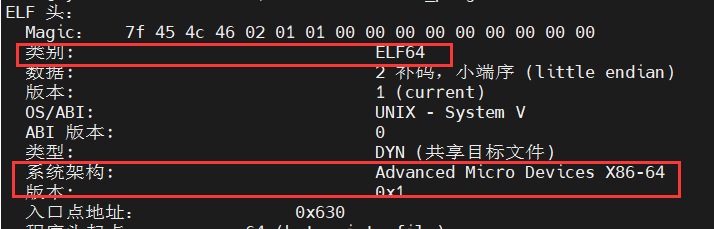 ELF 头:
Magic: 7f 45 4c 46 02 01 01 00 00 00 00 00 00 00 00 00
类别: ELF64
数据: 2 补码，小端序 (little endian)
版本: 1 (current)
OS/ABI: UNIX - System V
ABI 版本: 0
类型: DYN (共享目标文件)
系统架构: Advanced Micro Devices X86-64
版本: 0x1
入口点地址: 0x630